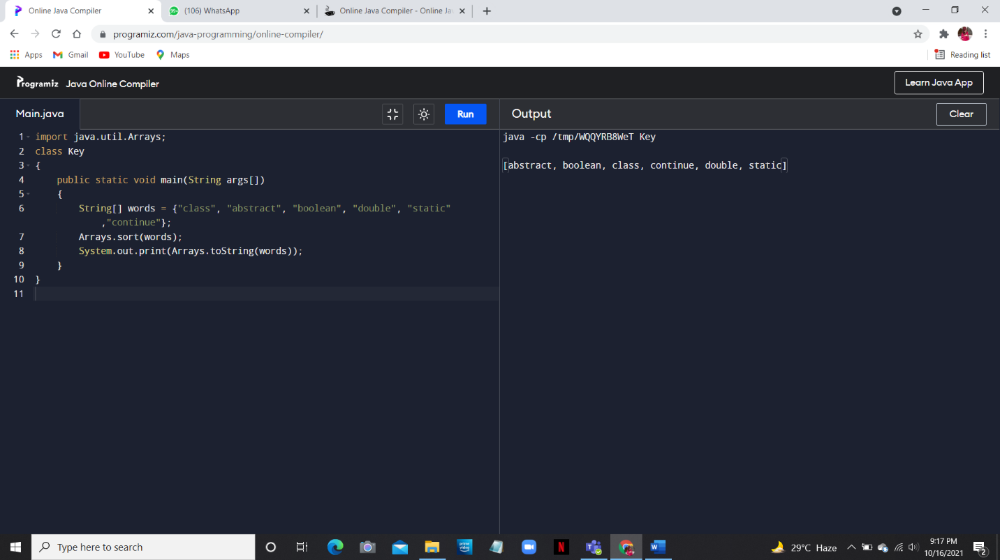 Online Java Compiler
99+ (106) WhatsApp
Online Java Compiler - Online Ja
programiz.com/java-programming/online-compiler/
Apps Gmail YouTube Maps
Reading list
Programiz Java Online Compiler
Learn Java App
Main.java
Run
Output
Clear
1 import java.util.Arrays;
2 class Key
3 {
4 public static void main(String args[])
5 {
6 String[] words = {"class", "abstract", "boolean", "double", "static"
,"continue"};
7 Arrays.sort(words);
8 System.out.print(Arrays.toString(words));
9 }
10 }
11
java -cp /tmp/WQQYRB8WeT Key
[abstract, boolean, class, continue, double, static]
Type here to search
prime video
N
T
W
29°C Haze
9:17 PM
10/16/2021
2